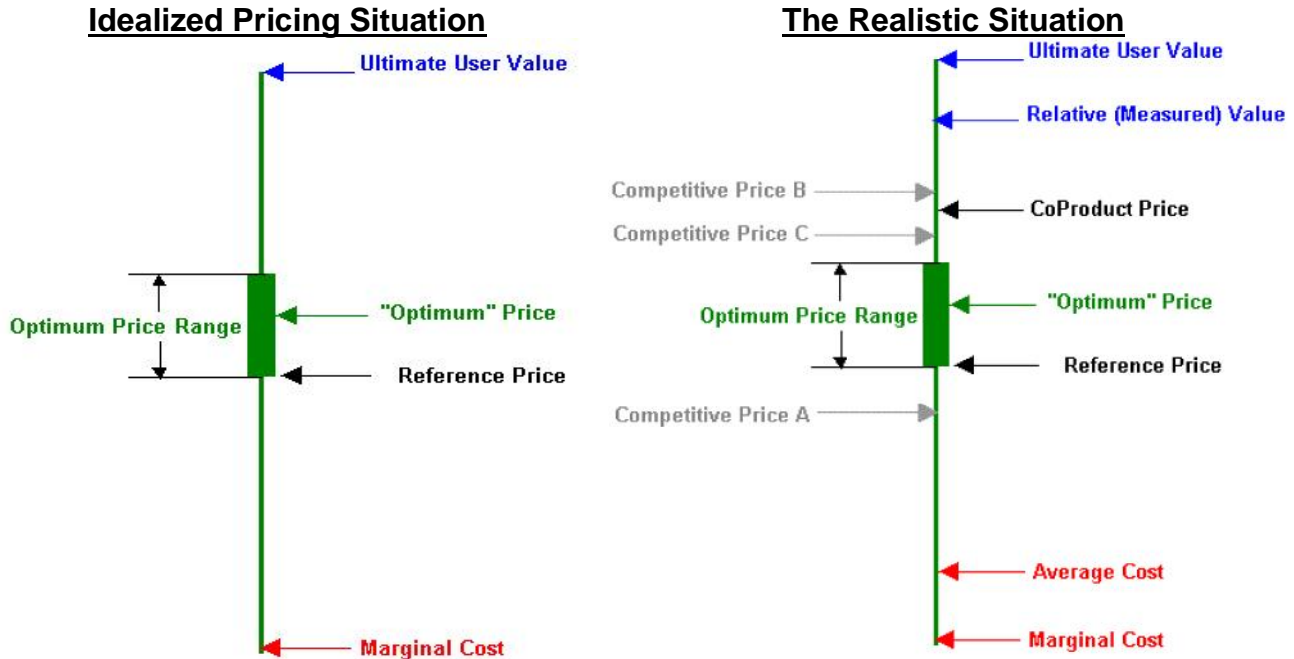 Idealized Pricing Situation
Ultimate User Value
Optimum Price Range
"Optimum" Price
Reference Price
Marginal Cost
The Realistic Situation
Ultimate User Value
Relative (Measured) Value
Competitive Price B
CoProduct Price
Competitive Price C
Optimum Price Range
"Optimum" Price
Reference Price
Competitive Price A
Average Cost
Marginal Cost